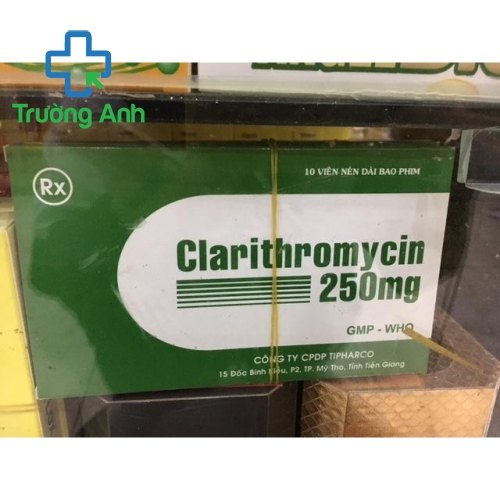 Trường Anh
Rx
10 VIÊN NÉN DÀI BAO PHIM
Clarithromycin
250mg
GMP - WHO
CÔNG TY CPDP TIPHARCO
15 Đốc Binh Kiều, P2, TP. Mỹ Tho, Tỉnh Tiền Giang